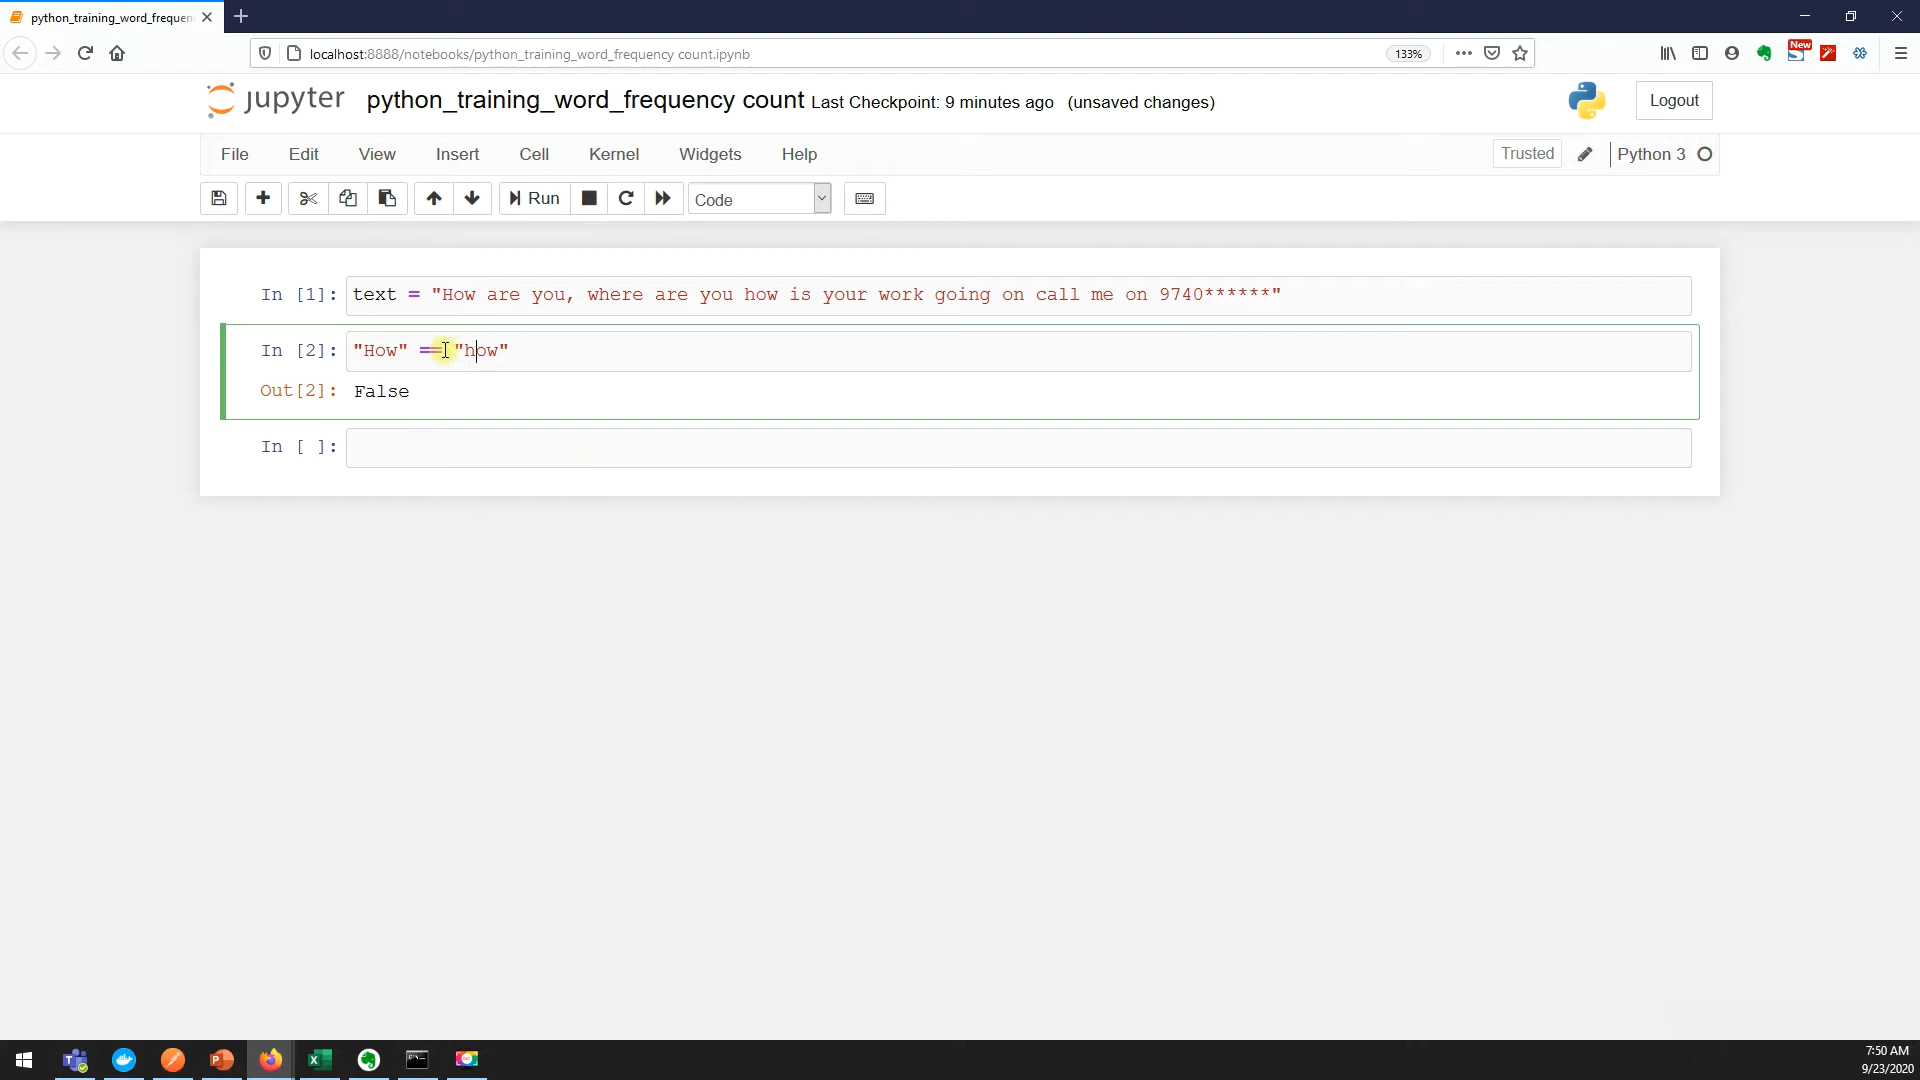 python_training_word_frequen
localhost:8888/notebooks/python_training_word_frequency count.ipynb
133%
New
jupyter python_training_word_frequency count Last Checkpoint: 9 minutes ago (unsaved changes)
Logout
File Edit View Insert Cell Kernel Widgets Help
Trusted Python 3
Run Code
In [1]: text = "How are you, where are you how is your work going on call me on 9740******"
In [2]: "How" == "how"
Out[2]: False
In [ ]:
7:50 AM
9/23/2020